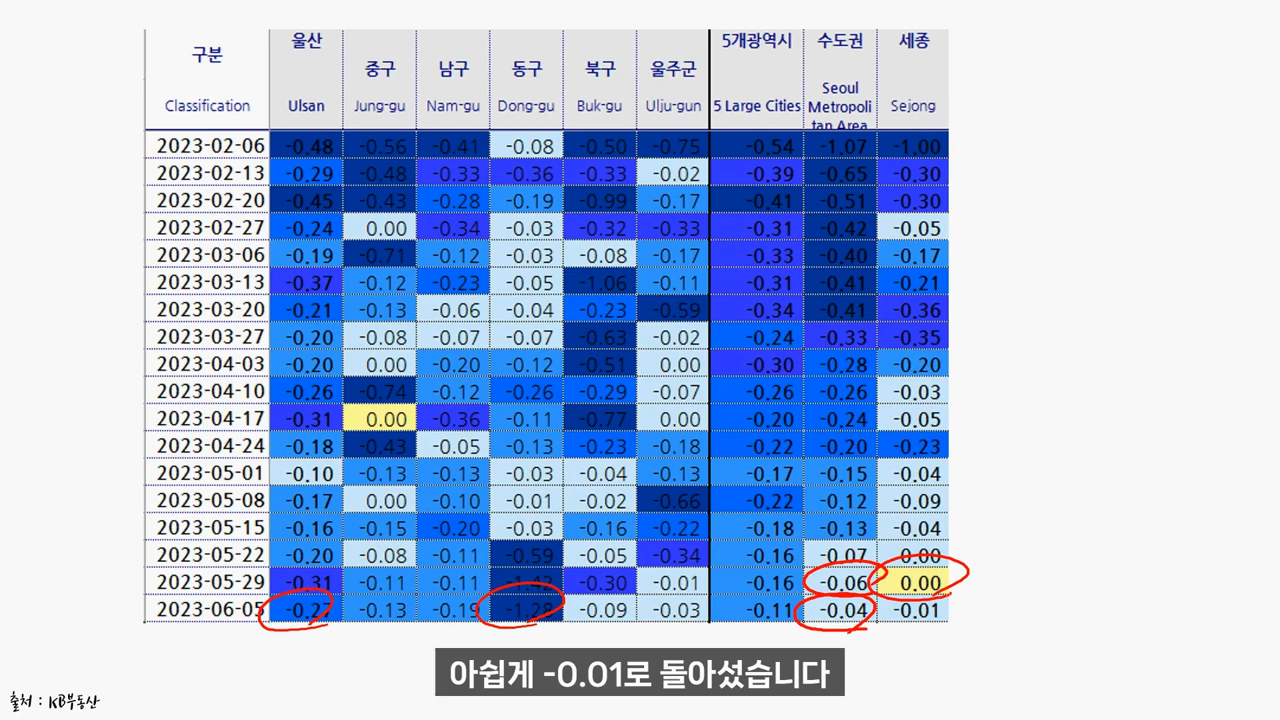 구분 울산 중구 남구 동구 북구 울주군 5개광역시 수도권 세종
Classification Ulsan Jung-gu Nam-gu Dong-gu Buk-gu Ulju-gun 5 Large Cities Seoul Metropoli tan Area Sejong
2023-02-06 -0.48 -0.56 -0.41 -0.08 -0.50 -0.75 -0.54 -1.07 -1.00
2023-02-13 -0.29 -0.48 -0.33 -0.36 -0.33 -0.02 -0.39 -0.65 -0.30
2023-02-20 -0.45 -0.43 -0.28 -0.19 -0.99 -0.17 -0.41 -0.51 -0.30
2023-02-27 -0.24 0.00 -0.34 -0.03 -0.32 -0.33 -0.31 -0.42 -0.05
2023-03-06 -0.19 -0.71 -0.12 -0.03 -0.08 -0.17 -0.33 -0.40 -0.17
2023-03-13 -0.37 -0.12 -0.23 -0.05 -1.06 -0.11 -0.31 -0.41 -0.21
2023-03-20 -0.21 -0.13 -0.06 -0.04 -0.23 -0.59 -0.34 -0.41 -0.36
2023-03-27 -0.20 -0.08 -0.07 -0.07 -0.63 -0.02 -0.24 -0.33 -0.35
2023-04-03 -0.20 0.00 -0.20 -0.12 -0.51 0.00 -0.30 -0.28 -0.20
2023-04-10 -0.26 -0.74 -0.12 -0.26 -0.29 -0.07 -0.26 -0.26 -0.03
2023-04-17 -0.31 0.00 -0.36 -0.11 -0.77 0.00 -0.20 -0.24 -0.05
2023-04-24 -0.18 -0.43 -0.05 -0.13 -0.23 -0.18 -0.22 -0.20 -0.23
2023-05-01 -0.10 -0.13 -0.13 -0.03 -0.04 -0.13 -0.17 -0.15 -0.04
2023-05-08 -0.17 0.00 -0.10 -0.01 -0.02 -0.66 -0.22 -0.12 -0.09
2023-05-15 -0.16 -0.15 -0.20 -0.03 -0.16 -0.22 -0.18 -0.13 -0.04
2023-05-22 -0.20 -0.08 -0.11 -0.59 -0.05 -0.34 -0.16 -0.07 0.00
2023-05-29 -0.31 -0.11 -0.11 -1.42 -0.30 -0.01 -0.16 -0.06 0.00
2023-06-05 -0.27 -0.13 -0.19 -1.28 -0.09 -0.03 -0.11 -0.04 -0.01
아쉽게 -0.01로 돌아섰습니다
출처 : KB부동산